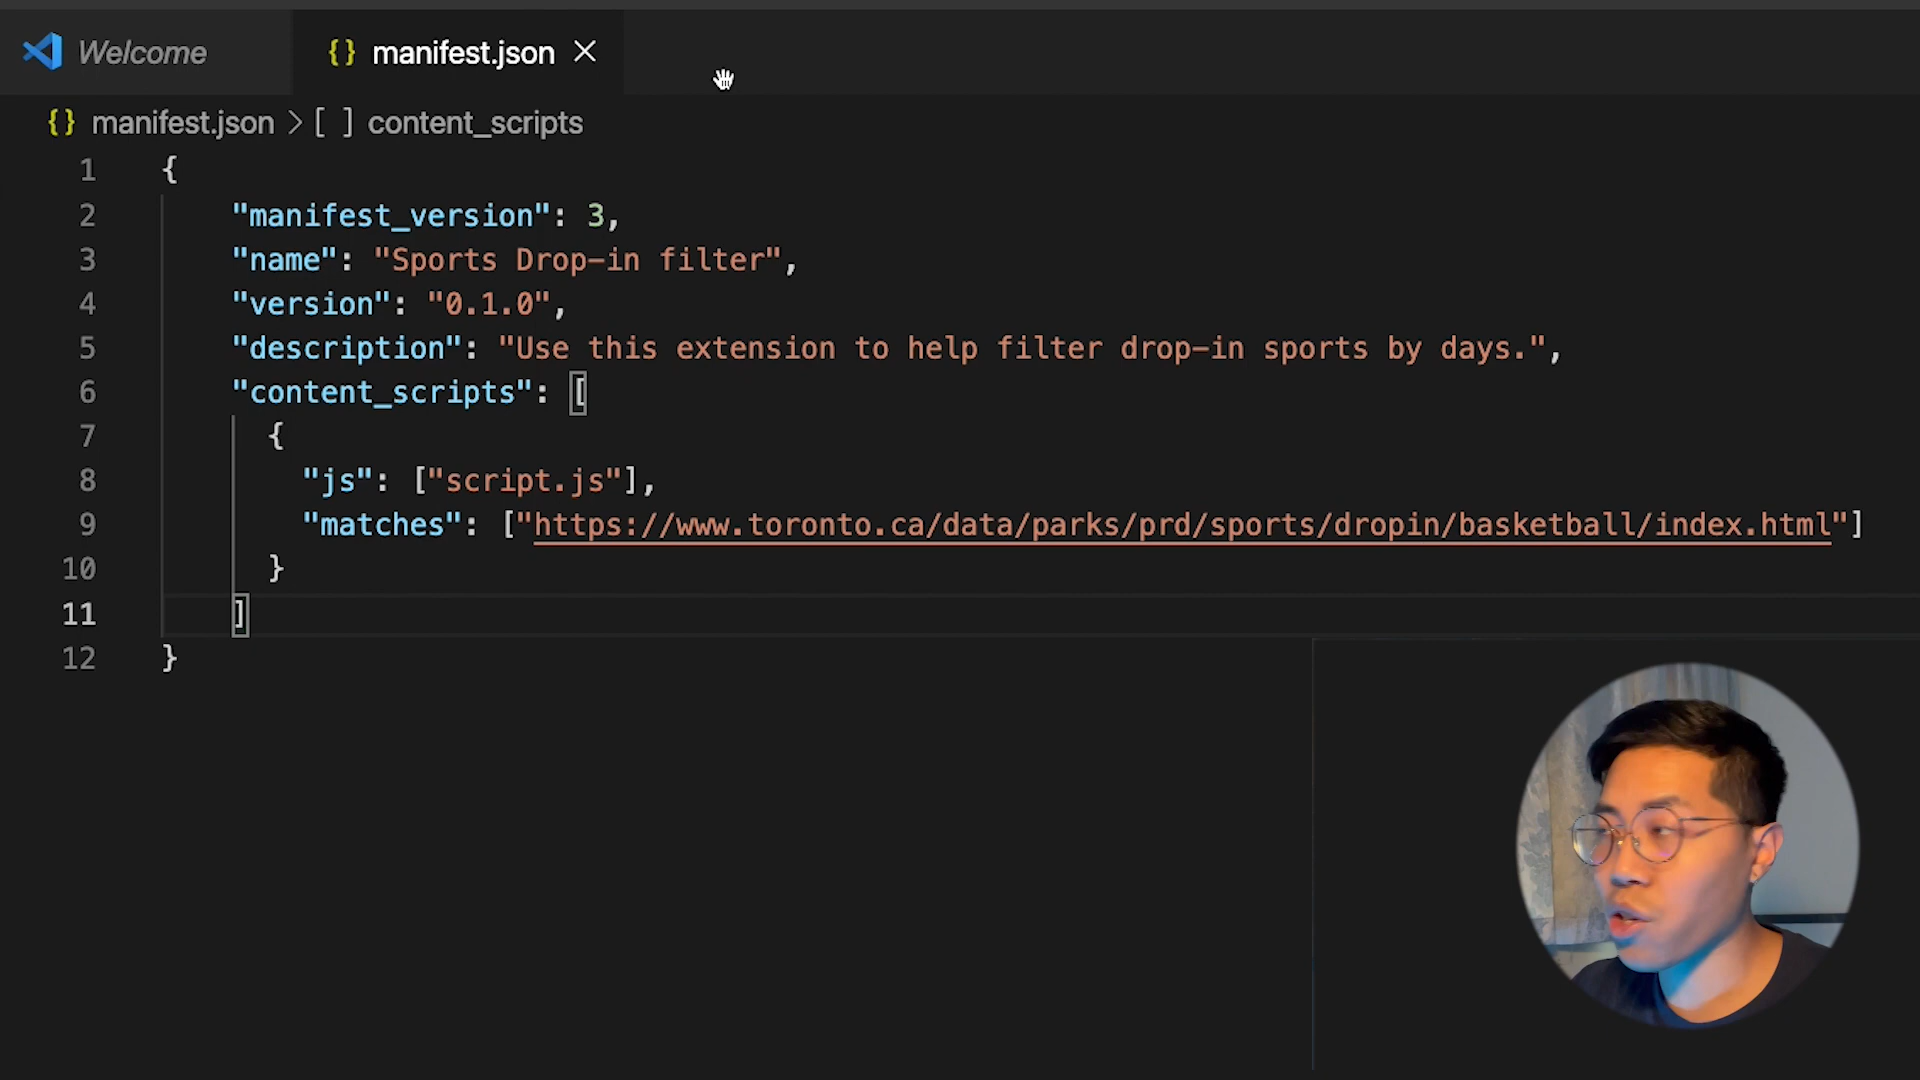 Welcome
{} manifest.json ×
{} manifest.json > [ ] content_scripts
1 {
2 "manifest_version": 3,
3 "name": "Sports Drop-in filter",
4 "version": "0.1.0",
5 "description": "Use this extension to help filter drop-in sports by days.",
6 "content_scripts": [
7 {
8 "js": ["script.js"],
9 "matches": ["https://www.toronto.ca/data/parks/prd/sports/dropin/basketball/index.html"]
10 }
11 ]
12 }